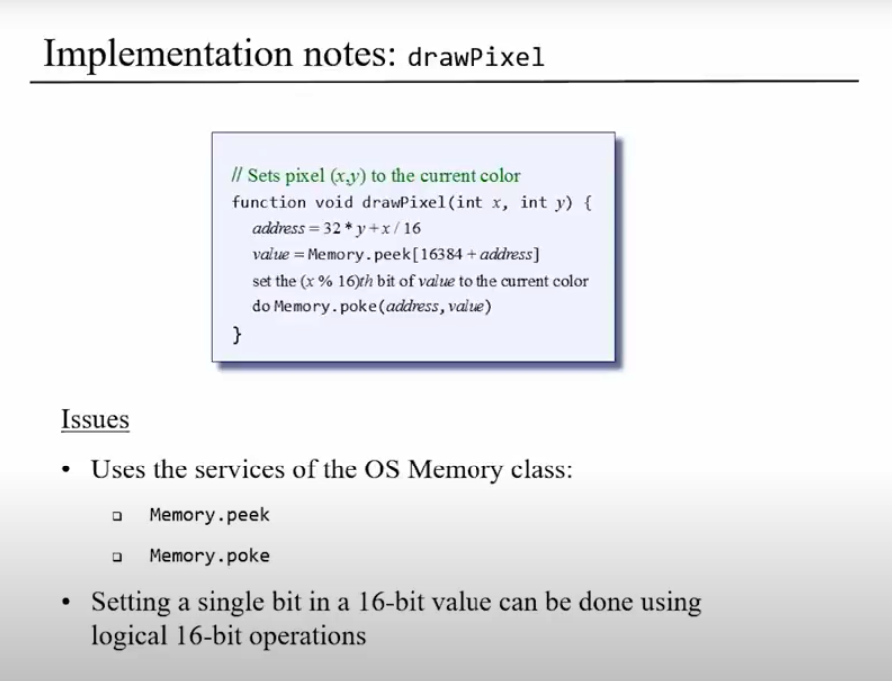 Implementation notes: drawPixel
// Sets pixel (x,y) to the current color
function void drawPixel(int x, int y) {
address = 32 * y + x / 16
value = Memory.peek[16384 + address]
set the (x % 16)th bit of value to the current color
do Memory.poke(address, value)
}
Issues
• Uses the services of the OS Memory class:
❑ Memory.peek
❑ Memory.poke
• Setting a single bit in a 16-bit value can be done using
logical 16-bit operations